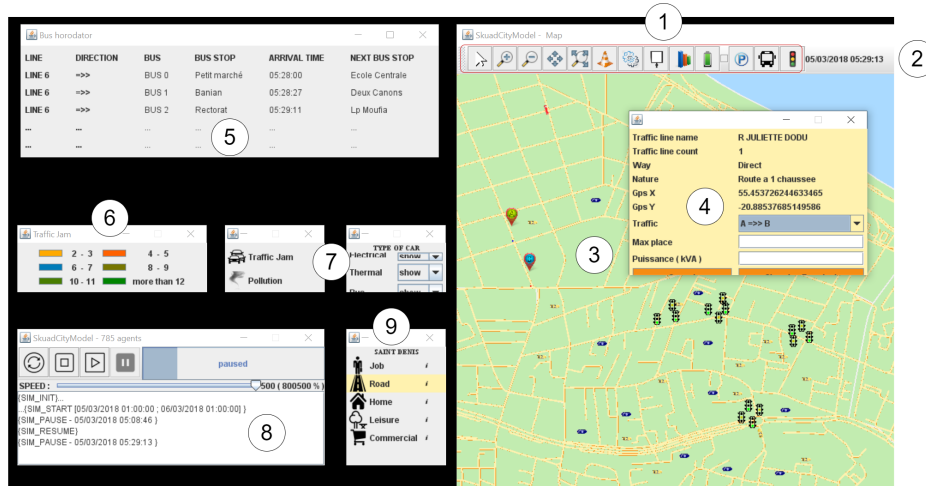 Bus horodator
LINE DIRECTION BUS BUS STOP ARRIVAL TIME NEXT BUS STOP
LINE 6 =>> BUS 0 Petit marché 05:28:00 Ecole Centrale
LINE 6 =>> BUS 1 Banian 05:28:27 Deux Canons
LINE 6 =>> BUS 2 Rectorat 05:29:11 Lp Moufia
... ... ... ... ... ...
... ... ... ... ... ...
5
1
SkuadCityModel - Map
P
05/03/2018 05:29:13
2
Traffic line name R JULIETTE DODU
Traffic line count 1
Way Direct
Nature Route a 1 chaussee
Gps X 55.453726244633465
Gps Y -20.88537685149586
Traffic A =>> B
Max place
Puissance ( kVA )
4
3
6
Traffic Jam
2 - 3 4 - 5
6 - 7 8 - 9
10 - 11 more than 12
Traffic Jam
Pollution
7
TYPE OF CAR
Electrical show
Thermal show
Bus show
SkuadCityModel - 785 agents
paused
SPEED : 500 ( 800500 % )
{SIM_INIT}...
...{SIM_START [05/03/2018 01:00:00 ; 06/03/2018 01:00:00] }
{SIM_PAUSE - 05/03/2018 05:08:46 }
{SIM_RESUME}
{SIM_PAUSE - 05/03/2018 05:29:13 }
8
9
SAINT DENIS
Job i
Road i
Home i
Leisure i
Commercial i